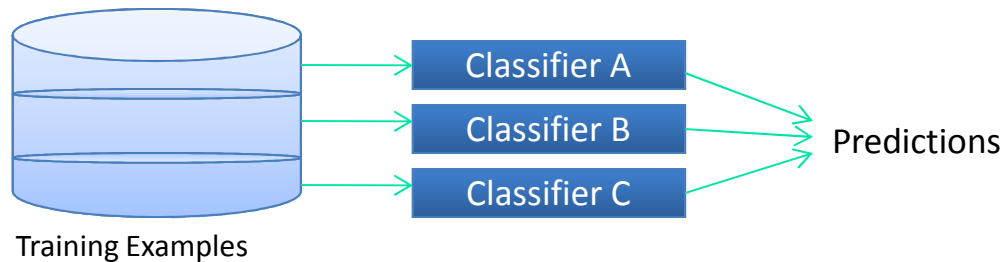 Classifier A
Classifier B
Classifier C
Predictions
Training Examples